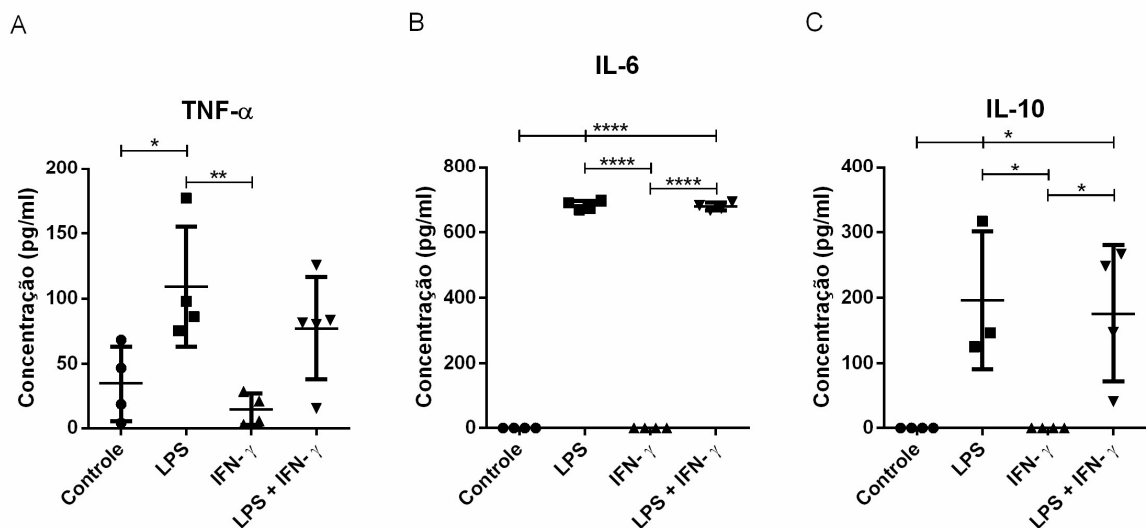 A
B
C
TNF-α
IL-6
IL-10
*
**
****
****
****
*
*
*
Concentração (pg/ml)
200
150
100
50
0
Controle
LPS
IFN- γ
LPS + IFN- γ
Concentração (pg/ml)
800
600
400
200
0
Controle
LPS
IFN- γ
LPS + IFN- γ
Concentração (pg/ml)
400
300
200
100
0
Controle
LPS
IFN- γ
LPS + IFN- γ